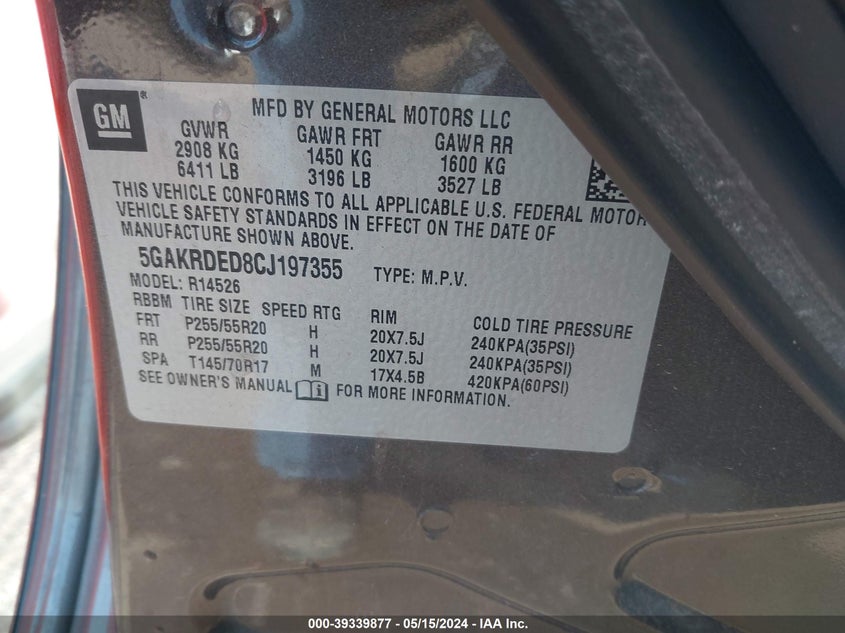 GM
MFD BY GENERAL MOTORS LLC
GVWR GAWR FRT GAWR RR
2908 KG 1450 KG 1600 KG
6411 LB 3196 LB 3527 LB
THIS VEHICLE CONFORMS TO ALL APPLICABLE U.S. FEDERAL MOTOR
VEHICLE SAFETY STANDARDS IN EFFECT ON THE DATE OF
MANUFACTURE SHOWN ABOVE.
5GAKRDED8CJ197355 TYPE: M.P.V.
MODEL: R14526
RBBM TIRE SIZE SPEED RTG RIM COLD TIRE PRESSURE
FRT P255/55R20 H 20X7.5J 240KPA(35PSI)
RR P255/55R20 H 20X7.5J 240KPA(35PSI)
SPA T145/70R17 M 17X4.5B 420KPA(60PSI)
SEE OWNER'S MANUAL FOR MORE INFORMATION.
000-39339877 - 05/15/2024 - IAA Inc.